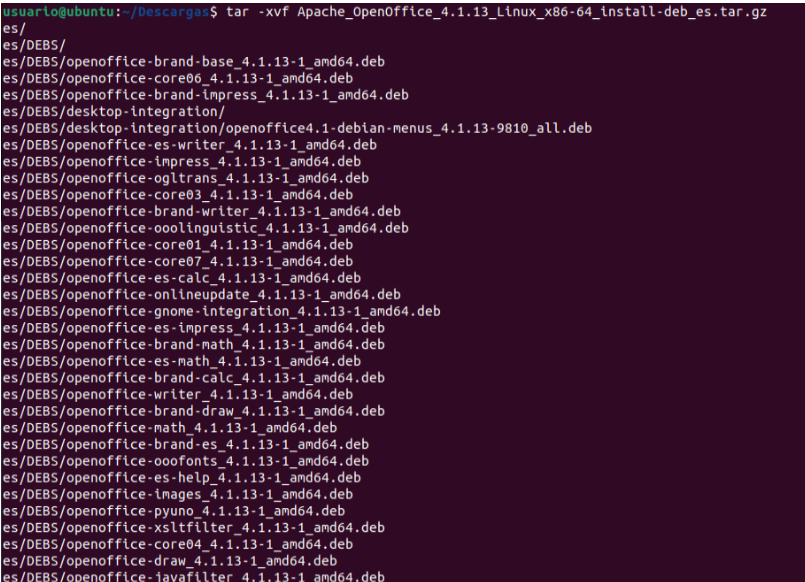 usuario@ubuntu:~/Descargas$ tar -xvf Apache_OpenOffice_4.1.13_Linux_x86-64_install-deb_es.tar.gz
es/
es/DEBS/
es/DEBS/openoffice-brand-base_4.1.13-1_amd64.deb
es/DEBS/openoffice-core06_4.1.13-1_amd64.deb
es/DEBS/openoffice-brand-impress_4.1.13-1_amd64.deb
es/DEBS/desktop-integration/
es/DEBS/desktop-integration/openoffice4.1-debian-menus_4.1.13-9810_all.deb
es/DEBS/openoffice-es-writer_4.1.13-1_amd64.deb
es/DEBS/openoffice-impress_4.1.13-1_amd64.deb
es/DEBS/openoffice-ogltrans_4.1.13-1_amd64.deb
es/DEBS/openoffice-core03_4.1.13-1_amd64.deb
es/DEBS/openoffice-brand-writer_4.1.13-1_amd64.deb
es/DEBS/openoffice-ooolinguistic_4.1.13-1_amd64.deb
es/DEBS/openoffice-core01_4.1.13-1_amd64.deb
es/DEBS/openoffice-core07_4.1.13-1_amd64.deb
es/DEBS/openoffice-es-calc_4.1.13-1_amd64.deb
es/DEBS/openoffice-onlineupdate_4.1.13-1_amd64.deb
es/DEBS/openoffice-gnome-integration_4.1.13-1_amd64.deb
es/DEBS/openoffice-es-impress_4.1.13-1_amd64.deb
es/DEBS/openoffice-brand-math_4.1.13-1_amd64.deb
es/DEBS/openoffice-es-math_4.1.13-1_amd64.deb
es/DEBS/openoffice-brand-calc_4.1.13-1_amd64.deb
es/DEBS/openoffice-writer_4.1.13-1_amd64.deb
es/DEBS/openoffice-brand-draw_4.1.13-1_amd64.deb
es/DEBS/openoffice-math_4.1.13-1_amd64.deb
es/DEBS/openoffice-brand-es_4.1.13-1_amd64.deb
es/DEBS/openoffice-ooofonts_4.1.13-1_amd64.deb
es/DEBS/openoffice-es-help_4.1.13-1_amd64.deb
es/DEBS/openoffice-images_4.1.13-1_amd64.deb
es/DEBS/openoffice-pyuno_4.1.13-1_amd64.deb
es/DEBS/openoffice-xsltfilter_4.1.13-1_amd64.deb
es/DEBS/openoffice-core04_4.1.13-1_amd64.deb
es/DEBS/openoffice-draw_4.1.13-1_amd64.deb
es/DEBS/openoffice-javafilter_4.1.13-1_amd64.deb